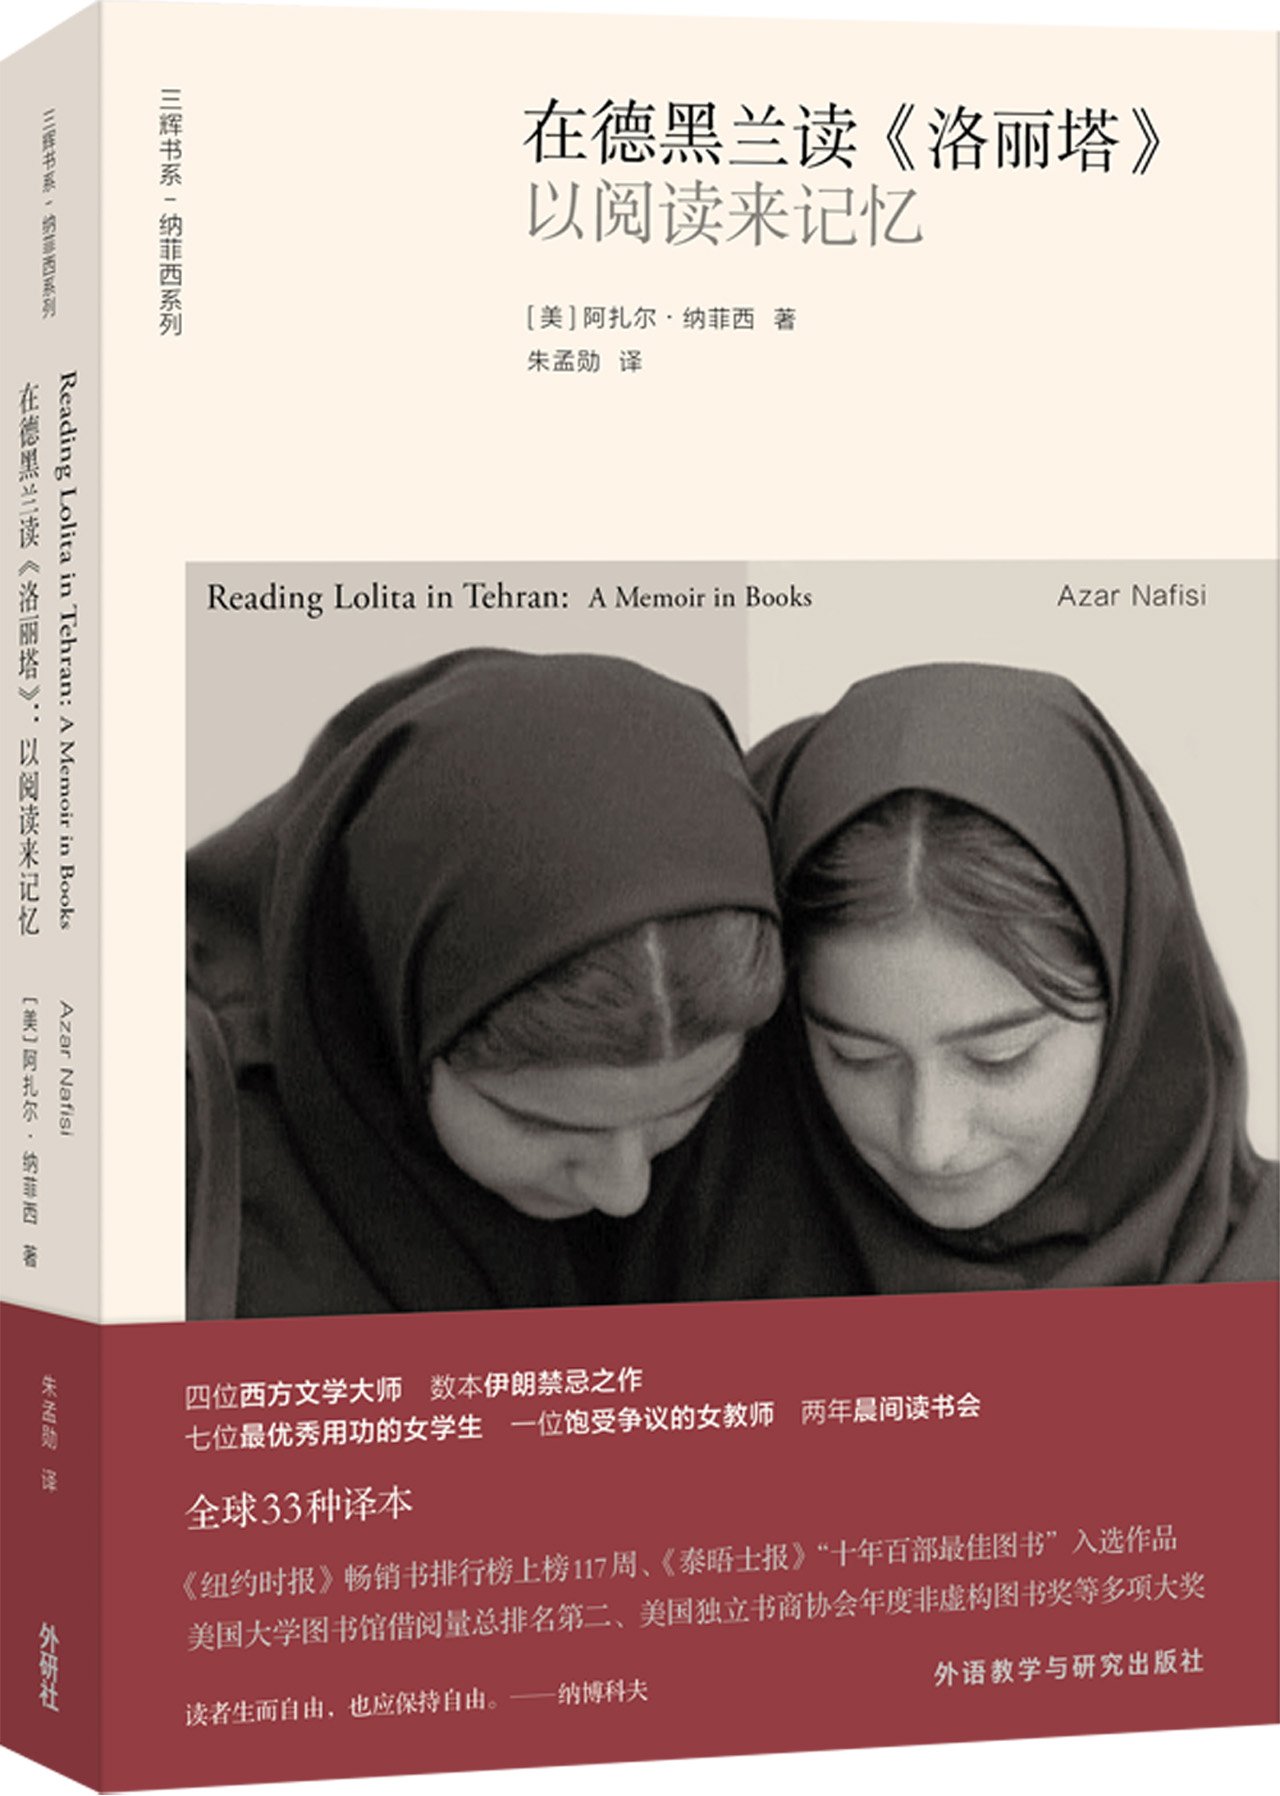 三辉书系-纳菲西系列
在德黑兰读《洛丽塔》
以阅读来记忆
[美]阿扎尔·纳菲西 著
朱孟勋 译
Reading Lolita in Tehran: A Memoir in Books
Azar Nafisi
四位西方文学大师 数本伊朗禁忌之作
七位最优秀用功的女学生 一位饱受争议的女教师 两年晨间读书会
全球33种译本
《纽约时报》畅销书排行榜上榜117周、《泰晤士报》“十年百部最佳图书”入选作品
美国大学图书馆借阅量总排名第二、美国独立书商协会年度非虚构图书奖等多项大奖
读者生而自由，也应保持自由。——纳博科夫
外语教学与研究出版社
三辉书系-纳菲西系列
Reading Lolita in Tehran: A Memoir in Books
在德黑兰读《洛丽塔》：以阅读来记忆
Azar Nafisi
[美]阿扎尔·纳菲西 著
朱孟勋 译
外研社